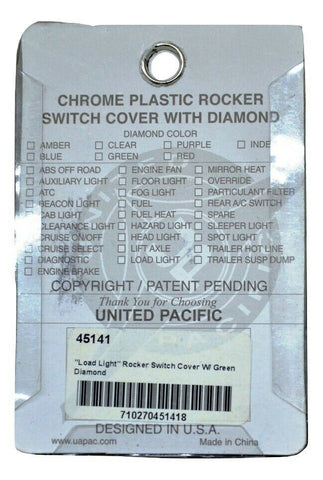 CHROME PLASTIC ROCKER
SWITCH COVER WITH DIAMOND
DIAMOND COLOR
AMBER CLEAR PURPLE INDE
BLUE GREEN RED
ABS OFF ROAD ENGINE FAN MIRROR HEAT
AUXILIARY LIGHT FLOOR LIGHT OVERRIDE
ATC FOG LIGHT PARTICULANT FILTER
BEACON LIGHT FUEL REAR A/C SWITCH
CAB LIGHT FUEL HEAT SPARE
CLEARANCE LIGHT HAZARD LIGHT SLEEPER LIGHT
CRUISE ON/OFF HEAD LIGHT SPOT LIGHT
CRUISE SELECT LIFT AXLE TRAILER HOT LINE
DIAGNOSTIC LOAD LIGHT TRAILER SUSP DUMP
ENGINE BRAKE
COPYRIGHT / PATENT PENDING
Thank You for Choosing
UNITED PACIFIC
45141
"Load Light" Rocker Switch Cover W/ Green
Diamond
710270451418
DESIGNED IN U.S.A.
www.uapac.com Made in China